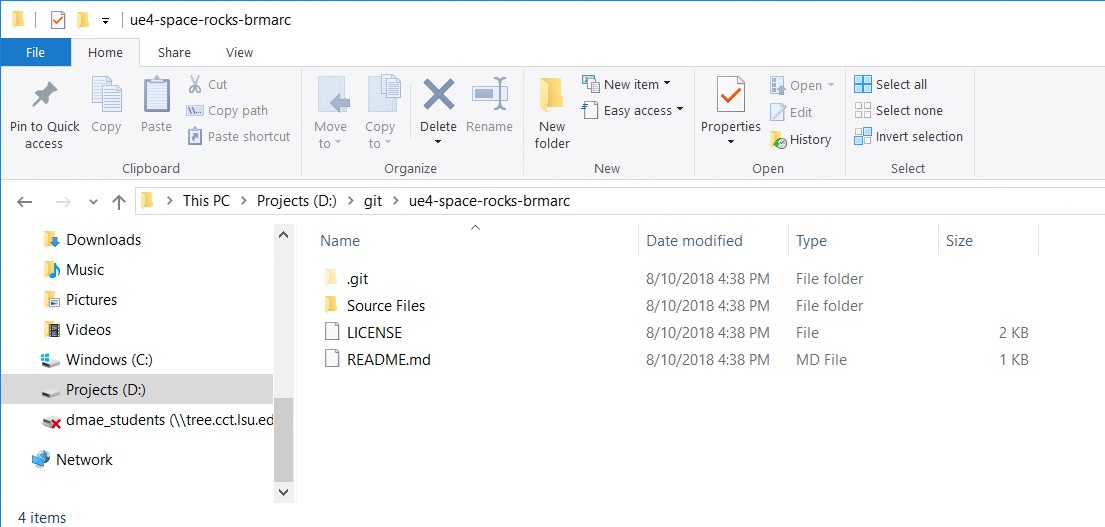 ue4-space-rocks-brmarc
File Home Share View
Pin to Quick access
Copy
Paste
Cut
Copy path
Paste shortcut
Clipboard
Move to
Copy to
Delete
Rename
Organize
New folder
New item
Easy access
New
Properties
Open
Edit
History
Open
Select all
Select none
Invert selection
Select
This PC > Projects (D:) > git > ue4-space-rocks-brmarc
Downloads
Music
Pictures
Videos
Windows (C:)
Projects (D:)
dmae_students (\\tree.cct.lsu.ed
Network
Name Date modified Type Size
.git 8/10/2018 4:38 PM File folder
Source Files 8/10/2018 4:38 PM File folder
LICENSE 8/10/2018 4:38 PM File 2 KB
README.md 8/10/2018 4:38 PM MD File 1 KB
4 items